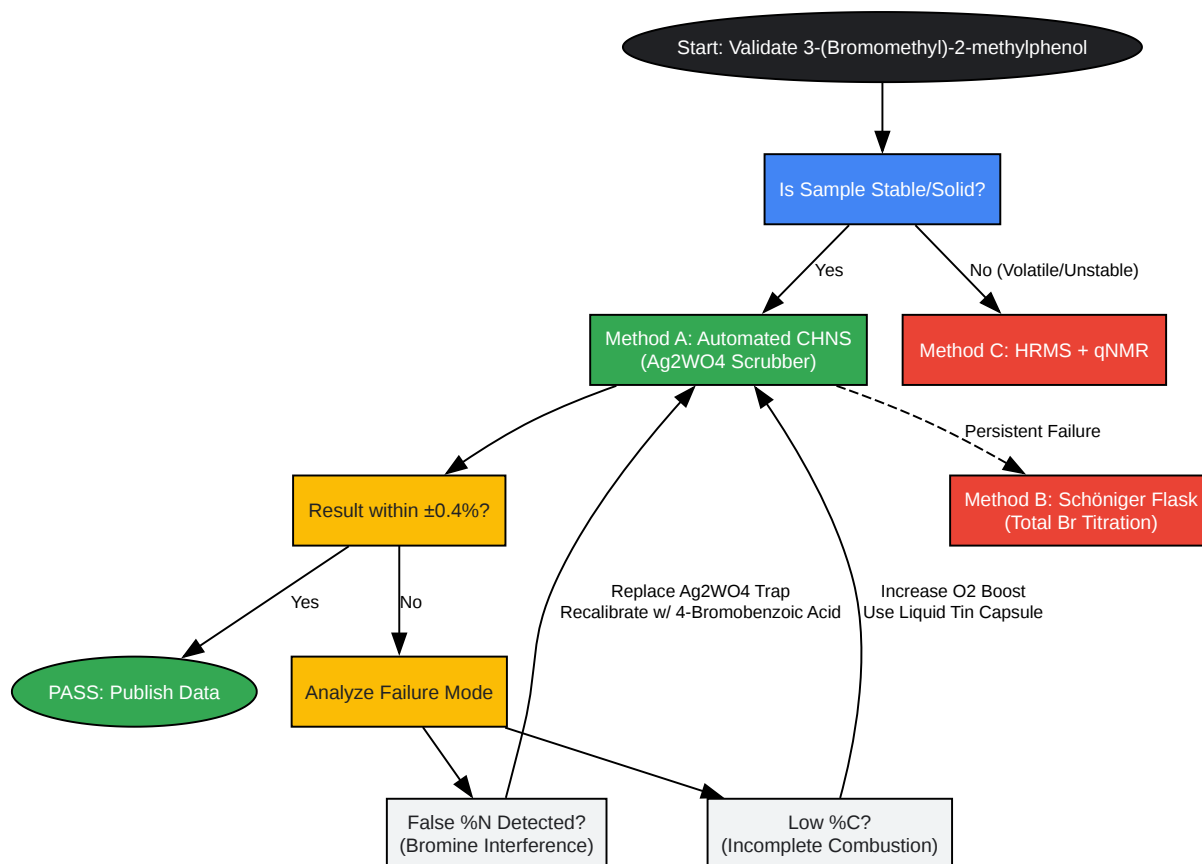 Start: Validate 3-(Bromomethyl)-2-methylphenol
Is Sample Stable/Solid?
Yes
No (Volatile/Unstable)
Method A: Automated CHNS
(Ag2WO4 Scrubber)
Method C: HRMS + qNMR
Persistent Failure
Result within ±0.4%?
Method B: Schöniger Flask
(Total Br Titration)
Replace Ag2WO4 Trap
Recalibrate w/ 4-Bromobenzoic Acid
Increase O2 Boost
Use Liquid Tin Capsule
Yes
No
PASS: Publish Data
Analyze Failure Mode
False %N Detected?
(Bromine Interference)
Low %C?
(Incomplete Combustion)